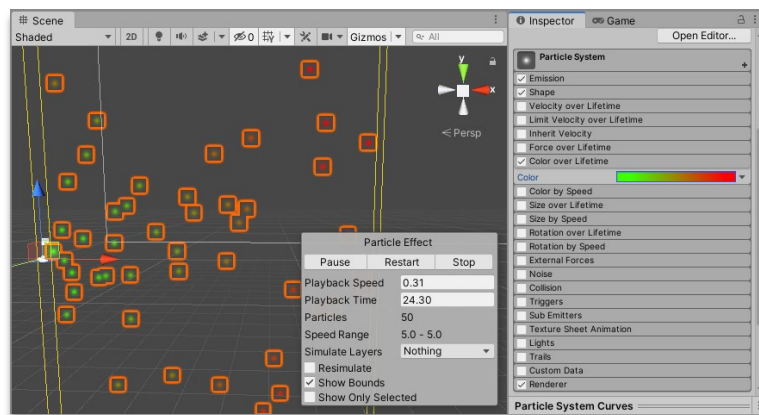 Scene
Shaded
2D
0
Gizmos
All
y
x
Persp
Particle Effect
Pause Restart Stop
Playback Speed 0.31
Playback Time 24.30
Particles 50
Speed Range 5.0 - 5.0
Simulate Layers Nothing
Resimulate
Show Bounds
Show Only Selected
Inspector Game
Open Editor...
Particle System
Emission
Shape
Velocity over Lifetime
Limit Velocity over Lifetime
Inherit Velocity
Force over Lifetime
Color over Lifetime
Color
Color by Speed
Size over Lifetime
Size by Speed
Rotation over Lifetime
Rotation by Speed
External Forces
Noise
Collision
Triggers
Sub Emitters
Texture Sheet Animation
Lights
Trails
Custom Data
Renderer
Particle System Curves